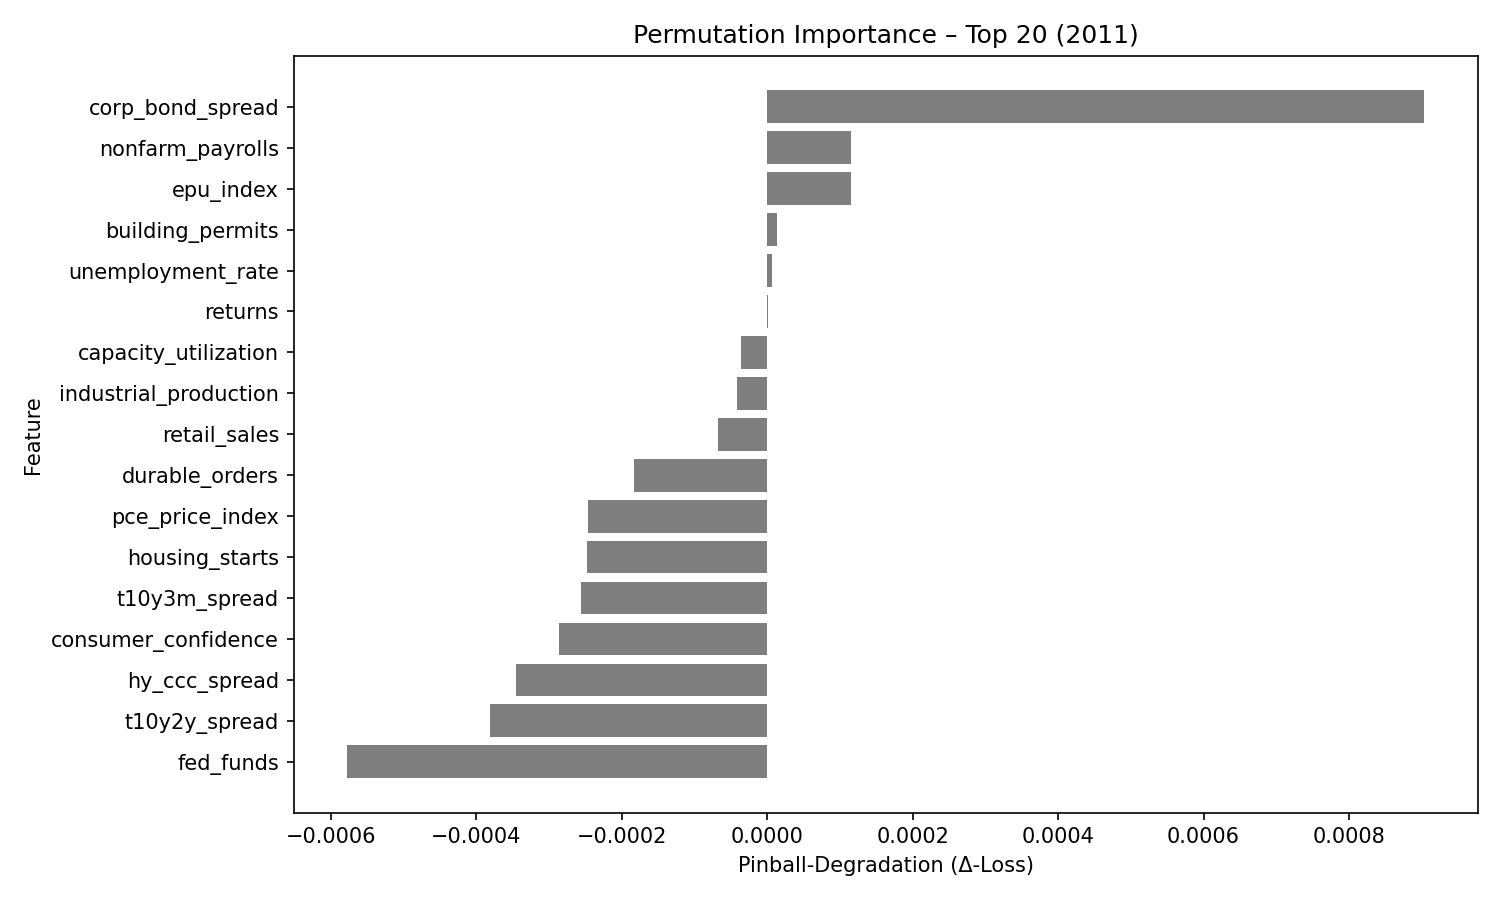 Permutation Importance – Top 20 (2011)
corp_bond_spread
nonfarm_payrolls
epu_index
building_permits
unemployment_rate
returns
capacity_utilization
industrial_production
retail_sales
durable_orders
pce_price_index
housing_starts
t10y3m_spread
consumer_confidence
hy_ccc_spread
t10y2y_spread
fed_funds
Feature
−0.0006 −0.0004 −0.0002 0.0000 0.0002 0.0004 0.0006 0.0008
Pinball-Degradation (Δ-Loss)